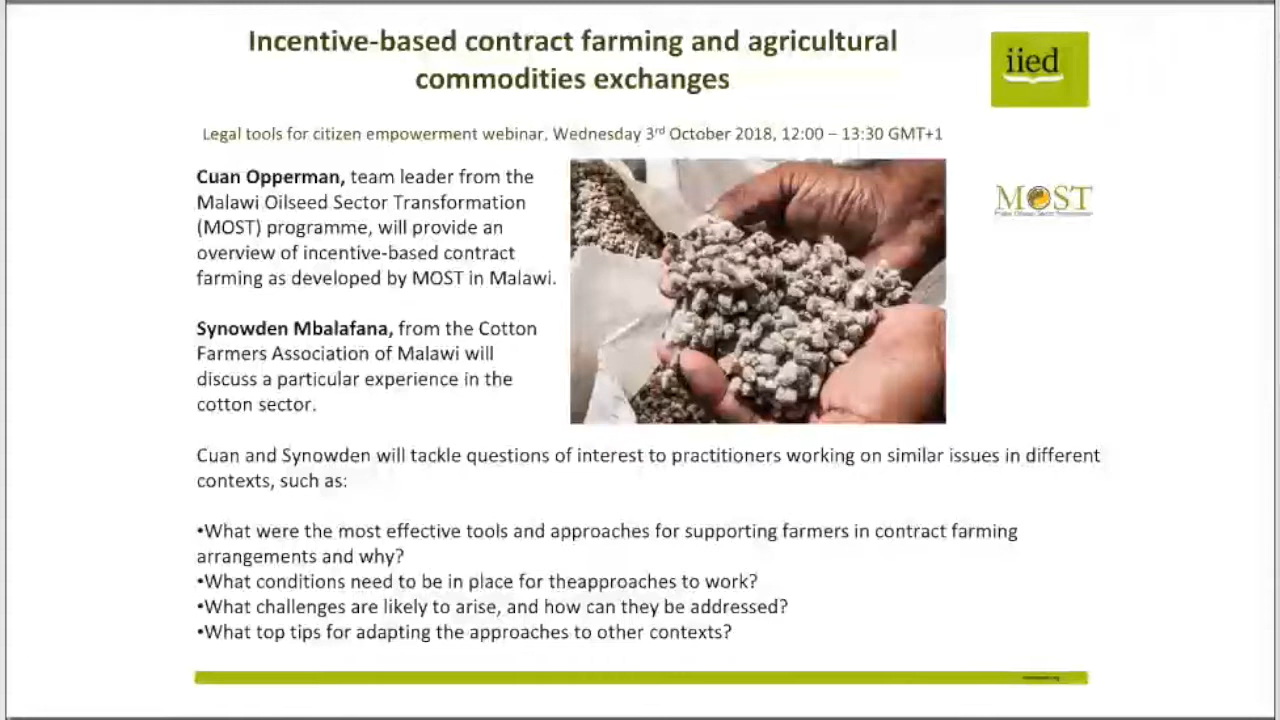 Incentive-based contract farming and agricultural
commodities exchanges
iied
Legal tools for citizen empowerment webinar, Wednesday 3rd October 2018, 12:00 – 13:30 GMT+1
Cuan Opperman, team leader from the
Malawi Oilseed Sector Transformation
(MOST) programme, will provide an
overview of incentive-based contract
farming as developed by MOST in Malawi.
MOST
Synowden Mbalafana, from the Cotton
Farmers Association of Malawi will
discuss a particular experience in the
cotton sector.
Cuan and Synowden will tackle questions of interest to practitioners working on similar issues in different
contexts, such as:
•What were the most effective tools and approaches for supporting farmers in contract farming
arrangements and why?
•What conditions need to be in place for theapproaches to work?
•What challenges are likely to arise, and how can they be addressed?
•What top tips for adapting the approaches to other contexts?